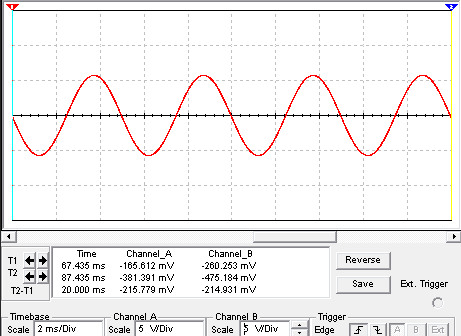 1 2
T1
T2
T2-T1
Time Channel_A Channel_B
67.435 ms -165.612 mV -260.253 mV
87.435 ms -381.391 mV -475.184 mV
20.000 ms -215.779 mV -214.931 mV
Reverse
Save
Ext. Trigger
Timebase Channel A Channel B Trigger
Scale 2 ms/Div Scale 5 V/Div Scale 5 V/Div Edge A B Ext